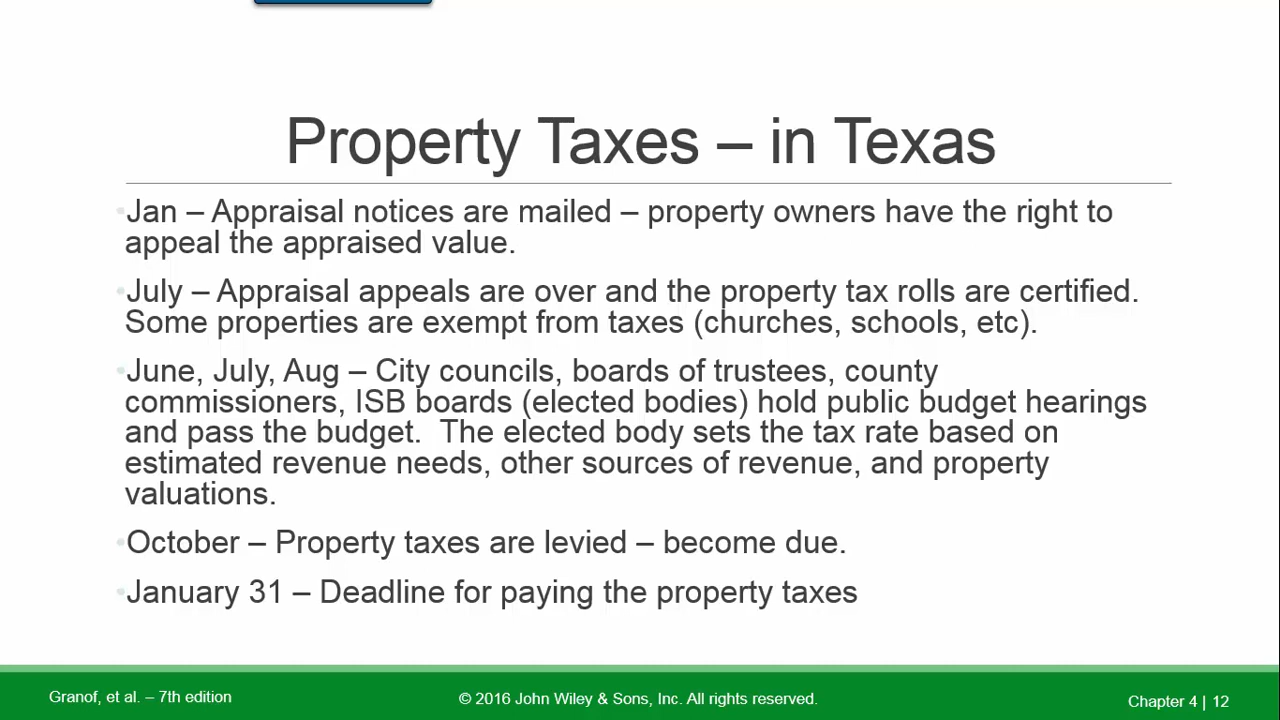 Property Taxes – in Texas
•Jan – Appraisal notices are mailed – property owners have the right to
appeal the appraised value.
•July – Appraisal appeals are over and the property tax rolls are certified.
Some properties are exempt from taxes (churches, schools, etc).
•June, July, Aug – City councils, boards of trustees, county
commissioners, ISB boards (elected bodies) hold public budget hearings
and pass the budget.  The elected body sets the tax rate based on
estimated revenue needs, other sources of revenue, and property
valuations.
•October – Property taxes are levied – become due.
•January 31 – Deadline for paying the property taxes
Granof, et al. – 7th edition
© 2016 John Wiley & Sons, Inc. All rights reserved.
Chapter 4 | 12